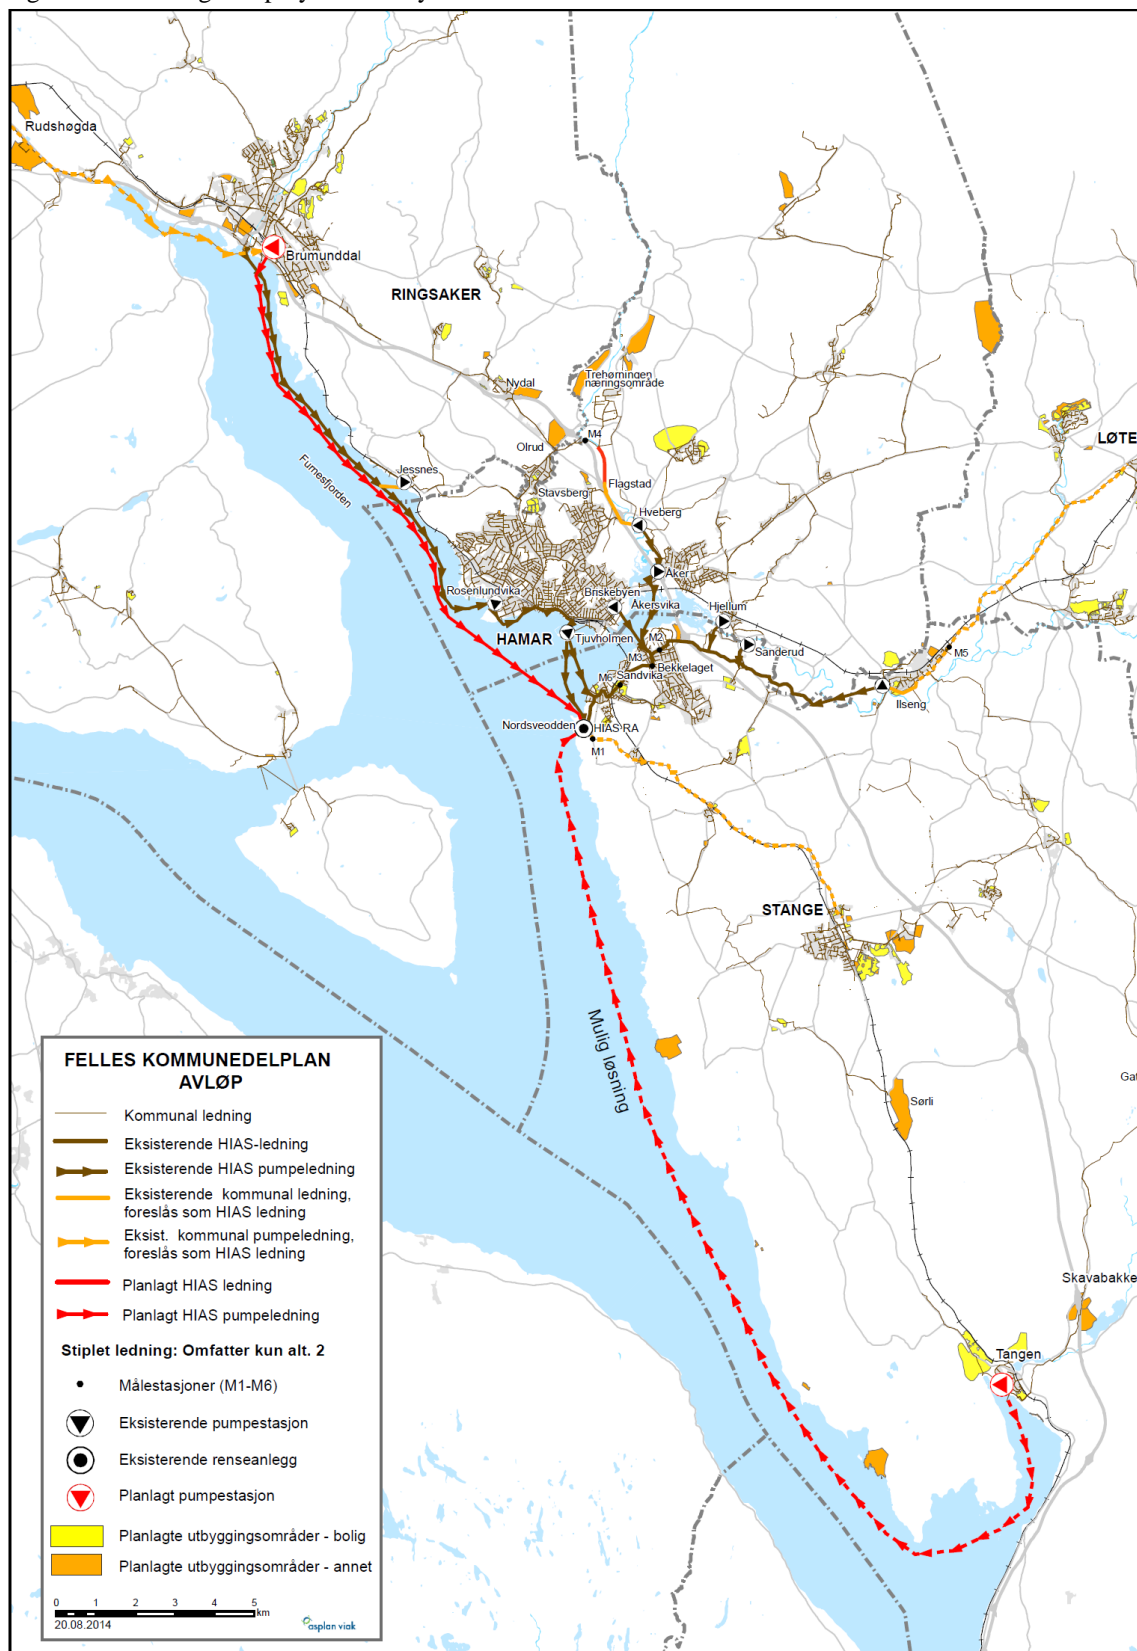 Rudshøgda
Brumunddal
RINGSAKER
Nydal
Trehørningen
næringsområde
M4
Olrud
LØTE
Jessnes
Flagstad
Furnesfjorden
Stavsberg
Hveberg
Åker
Rosenlundvika
Briskebyen
Åkersvika
Hjellum
HAMAR
Tjuvholmen
M2
M3
Sanderud
M5
Bekkelaget
M6
Sandvika
Ilseng
Nordsveodden
HIAS RA
M1
STANGE
Mulig løsning
Gat
Sørli
Skavabakke
Tangen
FELLES KOMMUNEDELPLAN
AVLØP
Kommunal ledning
Eksisterende HIAS-ledning
Eksisterende HIAS pumpeledning
Eksisterende kommunal ledning,
foreslås som HIAS ledning
Eksist. kommunal pumpeledning,
foreslås som HIAS ledning
Planlagt HIAS ledning
Planlagt HIAS pumpeledning
Stiplet ledning: Omfatter kun alt. 2
Målestasjoner (M1-M6)
Eksisterende pumpestasjon
Eksisterende renseanlegg
Planlagt pumpestasjon
Planlagte utbyggingsområder - bolig
Planlagte utbyggingsområder - annet
0 1 2 3 4 5
km
20.08.2014
asplan viak